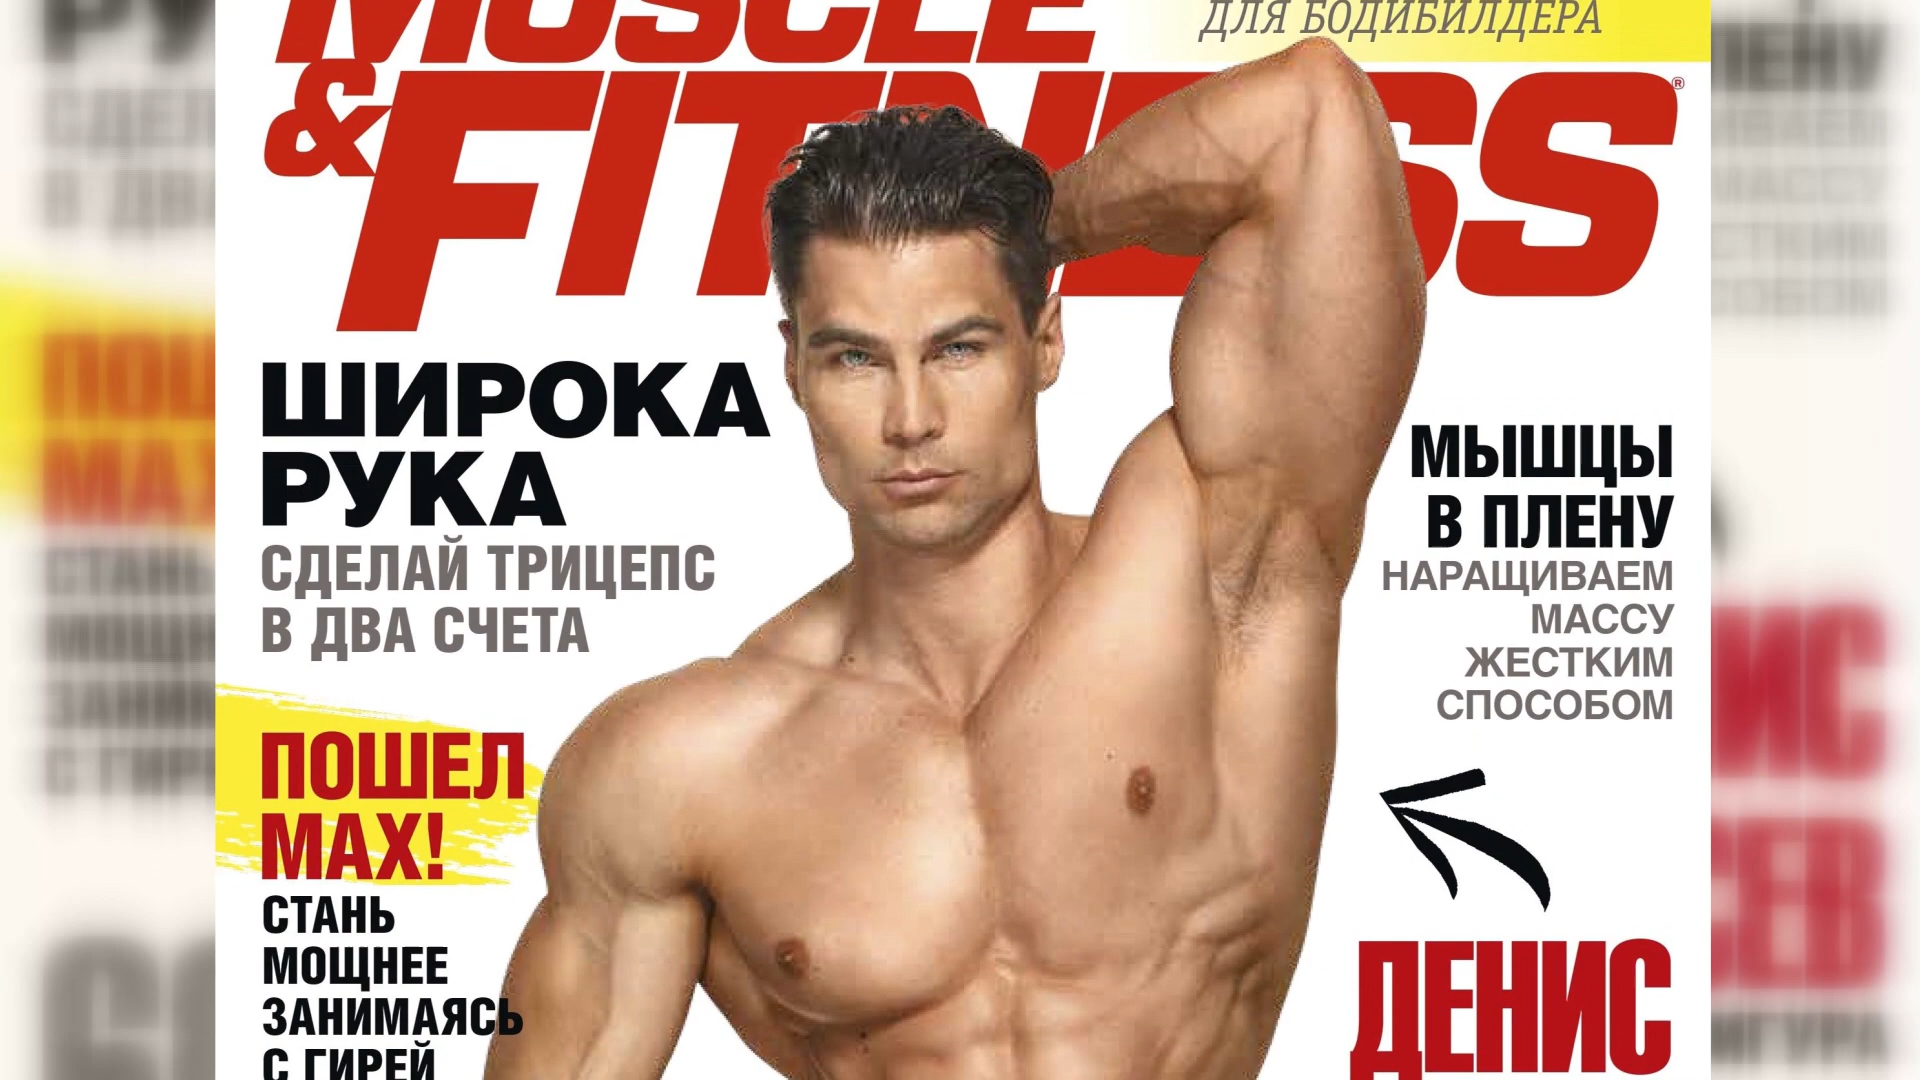 MUSCLE
& FITNESS®
ДЛЯ БОДИБИЛДЕРА
ШИРОКА
РУКА
СДЕЛАЙ ТРИЦЕПС
В ДВА СЧЕТА
МЫШЦЫ
В ПЛЕНУ
НАРАЩИВАЕМ
МАССУ
ЖЕСТКИМ
СПОСОБОМ
ПОШЕЛ
МАХ!
СТАНЬ
МОЩНЕЕ
ЗАНИМАЯСЬ
С ГИРЕЙ
ДЕНИС